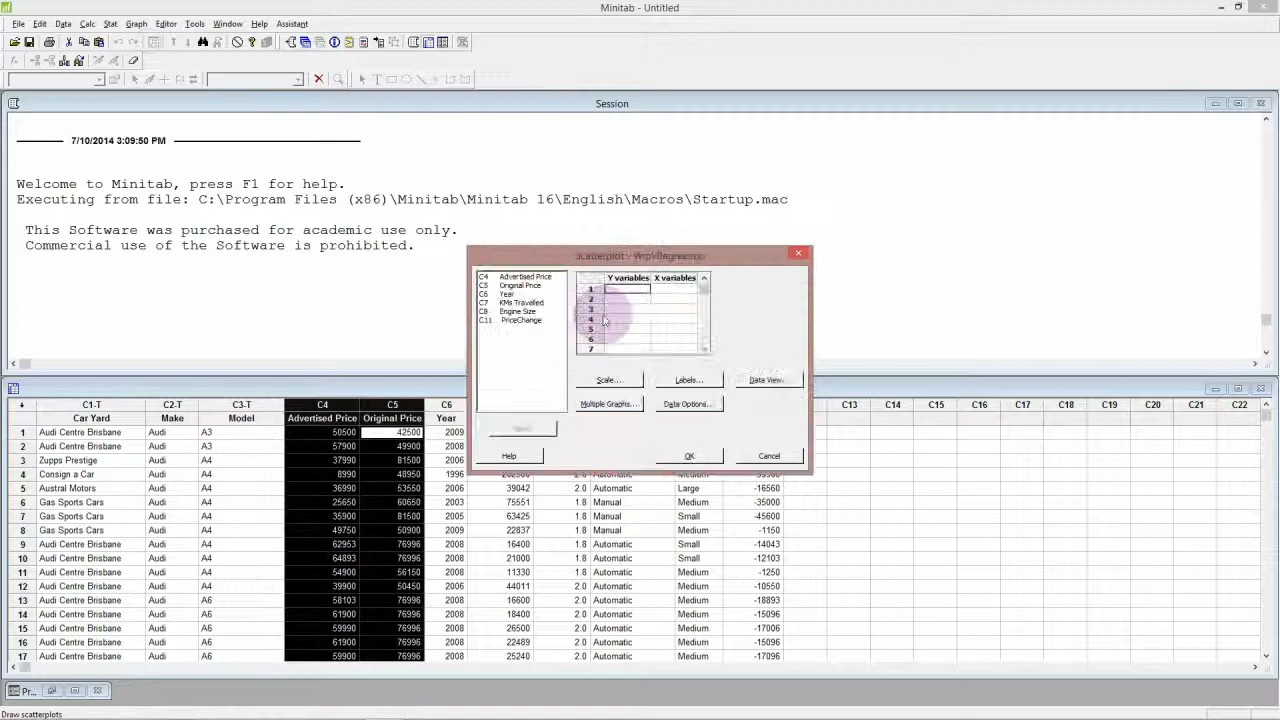 Minitab - Untitled
File Edit Data Calc Stat Graph Editor Tools Window Help Assistant
Session
7/10/2014 3:09:50 PM
Welcome to Minitab, press F1 for help.
Executing from file: C:\Program Files (x86)\Minitab\Minitab 16\English\Macros\Startup.mac
This Software was purchased for academic use only.
Commercial use of the Software is prohibited.
C4 Advertised Price
C5 Original Price
C6 Year
C7 KMs Travelled
C8 Engine Size
C11 PriceChange
Y variables X variables
1
2
3
4
5
6
7
Scale... Labels... Data View...
Multiple Graphs... Data Options...
Help OK Cancel
C1-T C2-T C3-T C4 C5 C6 C13 C14 C15 C16 C17 C18 C19 C20 C21 C22
Car Yard Make Model Advertised Price Original Price Year
1 Audi Centre Brisbane Audi A3 50500 42500 2009
2 Audi Centre Brisbane Audi A3 57900 49900 2008
3 Zupps Prestige Audi A4 37990 81500 2006
4 Consign a Car Audi A4 8990 48950 1996
5 Austral Motors Audi A4 36990 53550 2006 39042 2.0 Automatic Large -16560
6 Gas Sports Cars Audi A4 25650 60650 2003 75551 1.8 Manual Medium -35000
7 Gas Sports Cars Audi A4 35900 81500 2005 63425 1.8 Manual Small -45600
8 Gas Sports Cars Audi A4 49750 50900 2009 22837 1.8 Manual Medium -1150
9 Audi Centre Brisbane Audi A4 62953 76996 2008 16400 1.8 Automatic Small -14043
10 Audi Centre Brisbane Audi A4 64893 76996 2008 21000 1.8 Automatic Small -12103
11 Audi Centre Brisbane Audi A4 54900 56150 2008 11330 1.8 Automatic Medium -1250
12 Audi Centre Brisbane Audi A4 39900 50450 2006 44011 2.0 Automatic Medium -10550
13 Audi Centre Brisbane Audi A6 58103 76996 2008 16600 2.0 Automatic Medium -18893
14 Audi Centre Brisbane Audi A6 61900 76996 2008 18400 2.0 Automatic Medium -15096
15 Audi Centre Brisbane Audi A6 59990 76996 2008 26500 2.0 Automatic Medium -17006
16 Audi Centre Brisbane Audi A6 61900 76996 2008 22489 2.0 Automatic Medium -15096
17 Audi Centre Brisbane Audi A6 59900 76996 2008 25240 2.0 Automatic Medium -17096
Pr...
Draw scatterplots